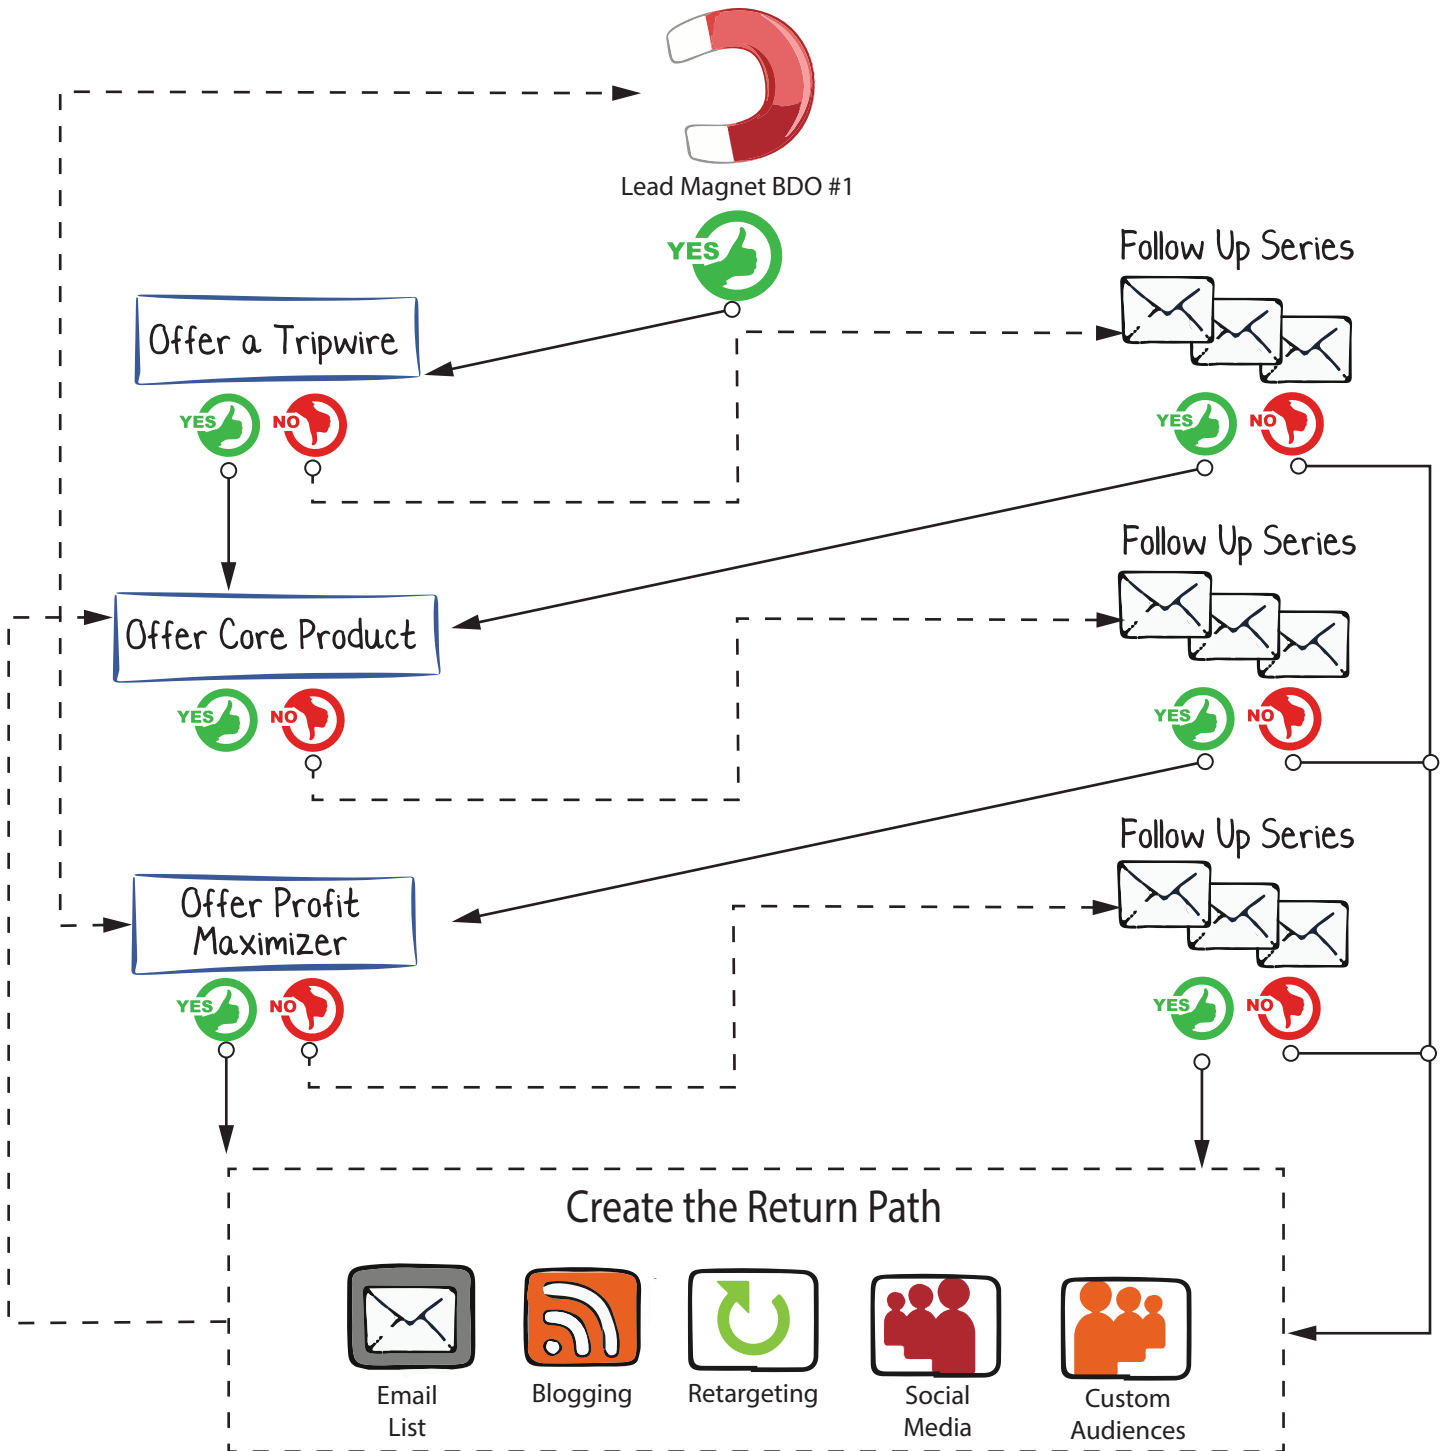 Lead Magnet BDO #1
YES
Follow Up Series
Offer a Tripwire
YES
NO
YES
NO
Follow Up Series
Offer Core Product
YES
NO
YES
NO
Follow Up Series
Offer Profit
Maximizer
YES
NO
YES
NO
Create the Return Path
Email
List
Blogging
Retargeting
Social
Media
Custom
Audiences